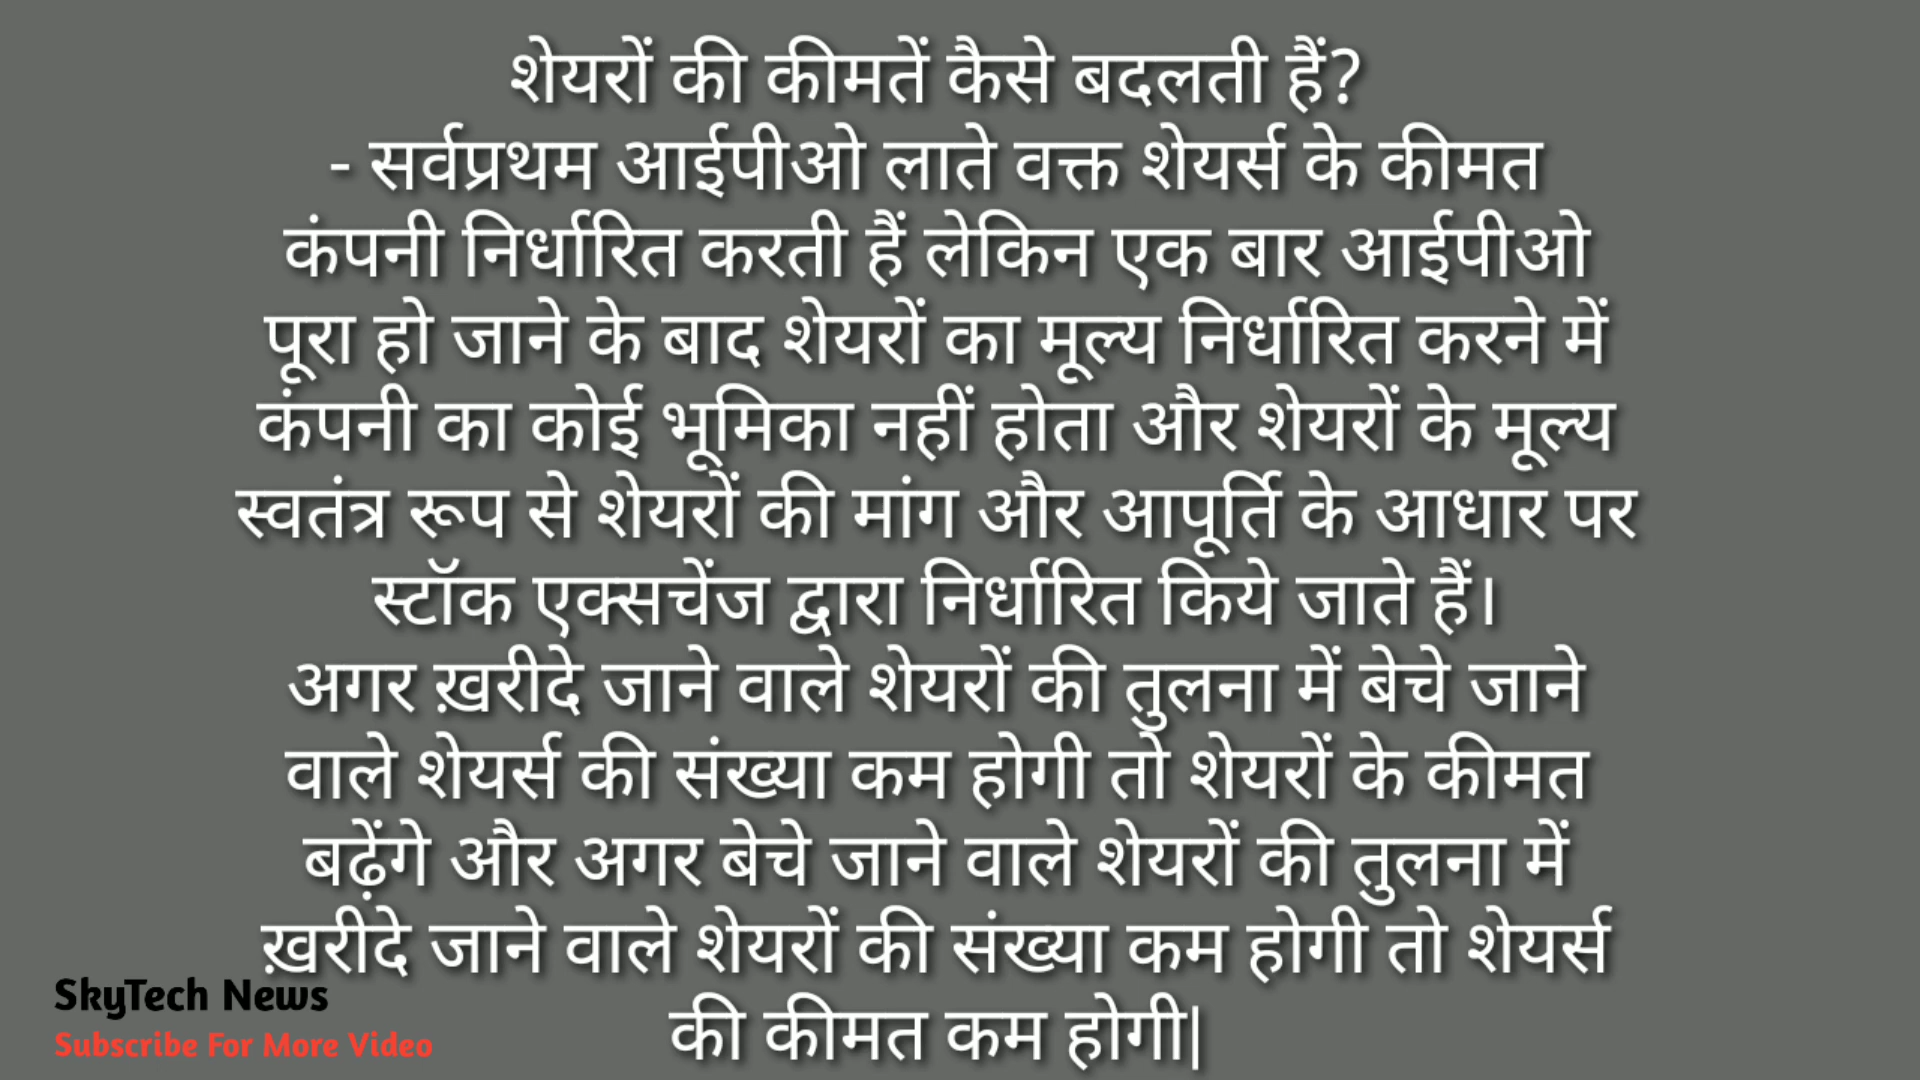 शेयरों की कीमतें कैसे बदलती हैं?
- सर्वप्रथम आईपीओ लाते वक्त शेयर्स के कीमत
कंपनी निर्धारित करती हैं लेकिन एक बार आईपीओ
पूरा हो जाने के बाद शेयरों का मूल्य निर्धारित करने में
कंपनी का कोई भूमिका नहीं होता और शेयरों के मूल्य
स्वतंत्र रूप से शेयरों की मांग और आपूर्ति के आधार पर
स्टॉक एक्सचेंज द्वारा निर्धारित किये जाते हैं।
अगर ख़रीदे जाने वाले शेयरों की तुलना में बेचे जाने
वाले शेयर्स की संख्या कम होगी तो शेयरों के कीमत
बढ़ेंगे और अगर बेचे जाने वाले शेयरों की तुलना में
ख़रीदे जाने वाले शेयरों की संख्या कम होगी तो शेयर्स
की कीमत कम होगी|
SkyTech News
Subscribe For More Video